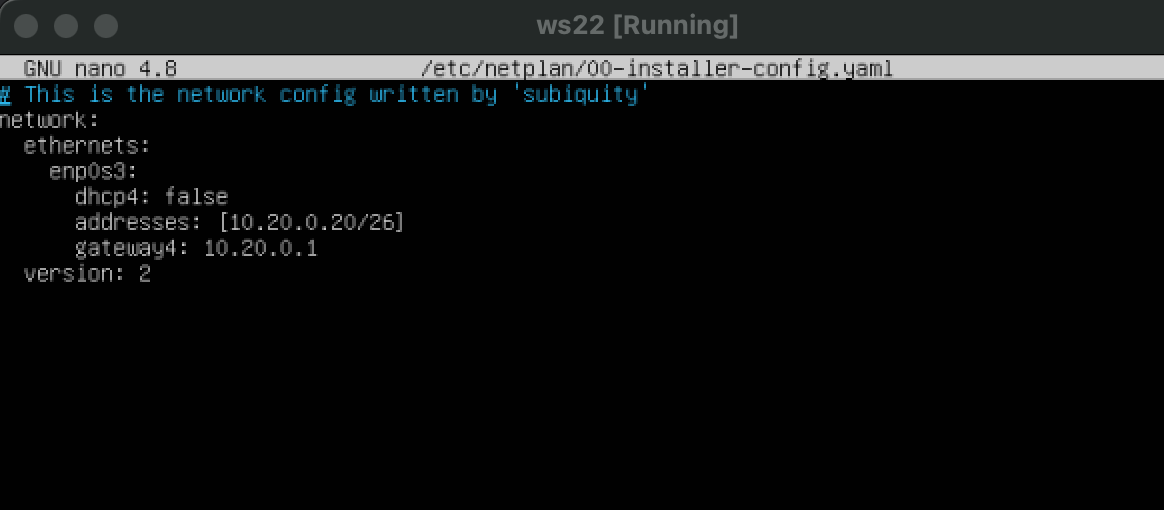 ws22 [Running]
GNU nano 4.8 /etc/netplan/00-installer-config.yaml
# This is the network config written by 'subiquity'
network:
  ethernets:
    enp0s3:
      dhcp4: false
      addresses: [10.20.0.20/26]
      gateway4: 10.20.0.1
  version: 2